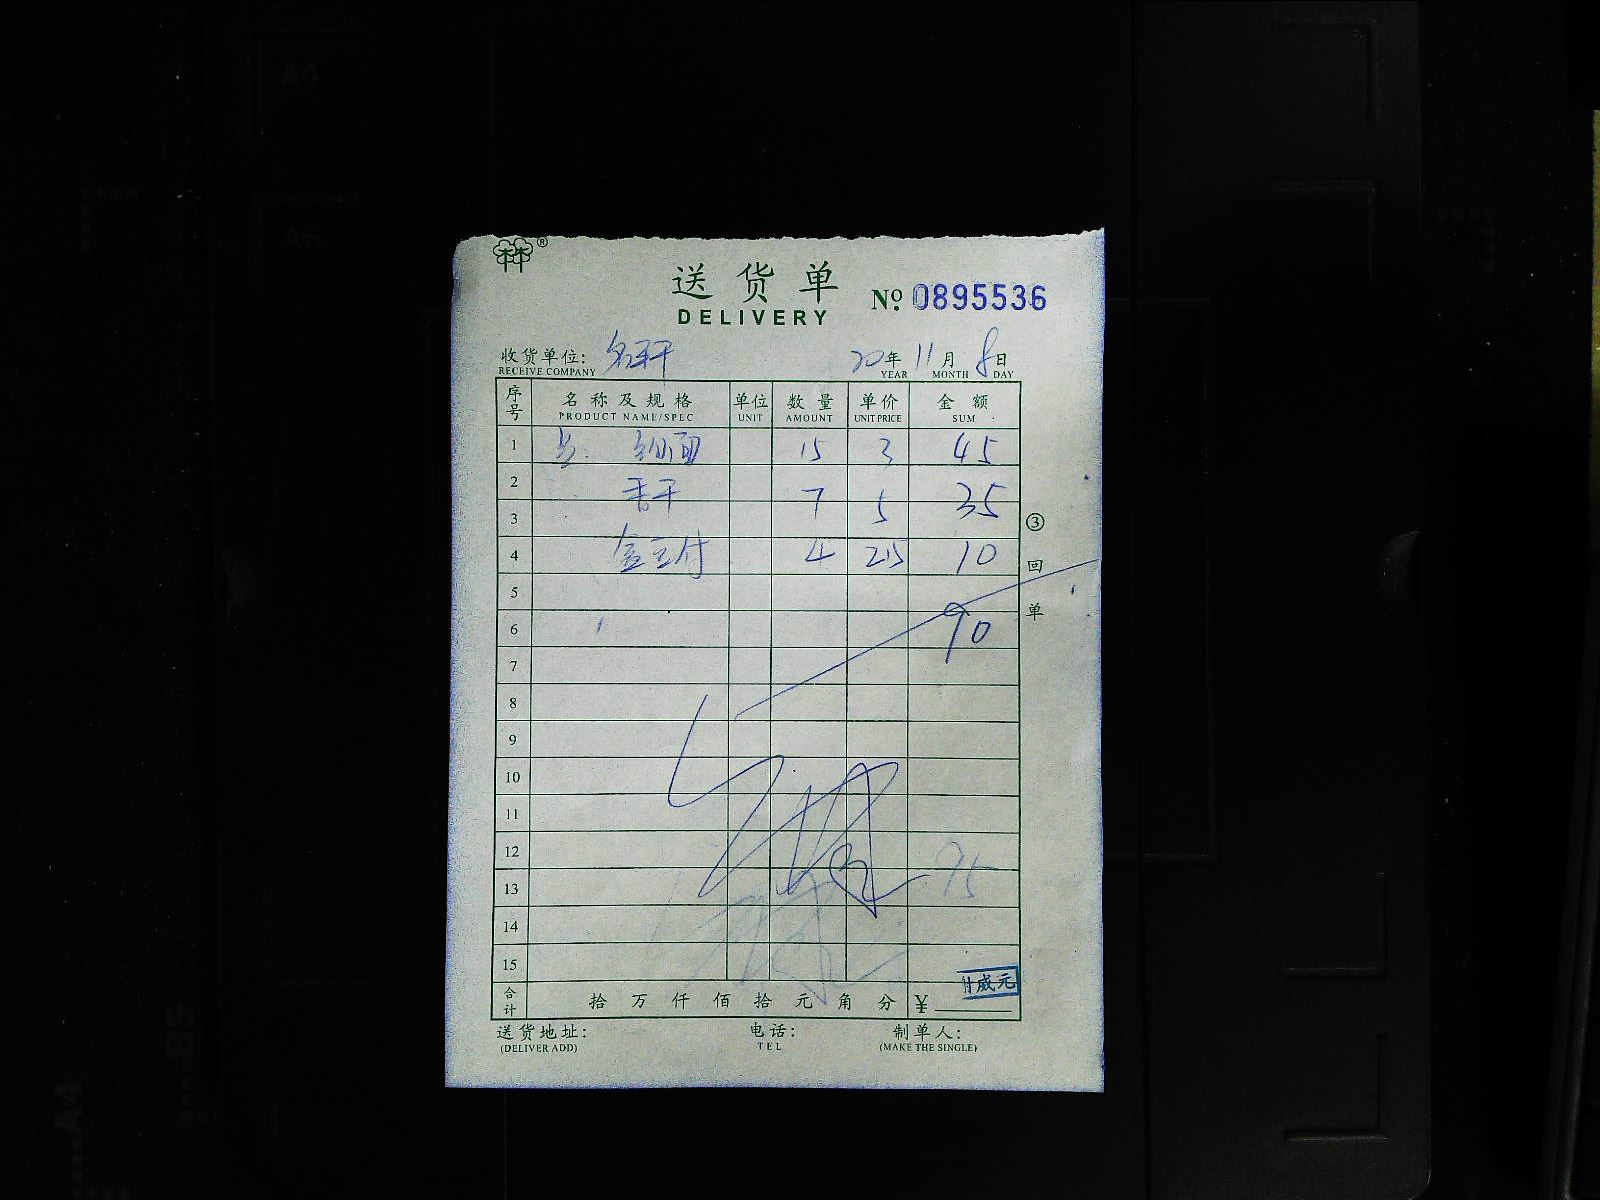 送货单
DELIVERY
Nº 0895536
收货单位: 20年 11月 8日
RECEIVE COMPANY YEAR MONTH DAY
序号 名称及规格 单位 数量 单价 金额
PRODUCT NAME/SPEC UNIT AMOUNT UNIT PRICE SUM
1 15 3 45
2 香干 7 5 35
3
4 4 25 10
5
6 90
7
8
9
10
11
12
13
14
15
③回单
合计 拾万仟佰拾元角分 ¥
送货地址: 电话: 制单人:
(DELIVER ADD) TEL (MAKE THE SINGLE)